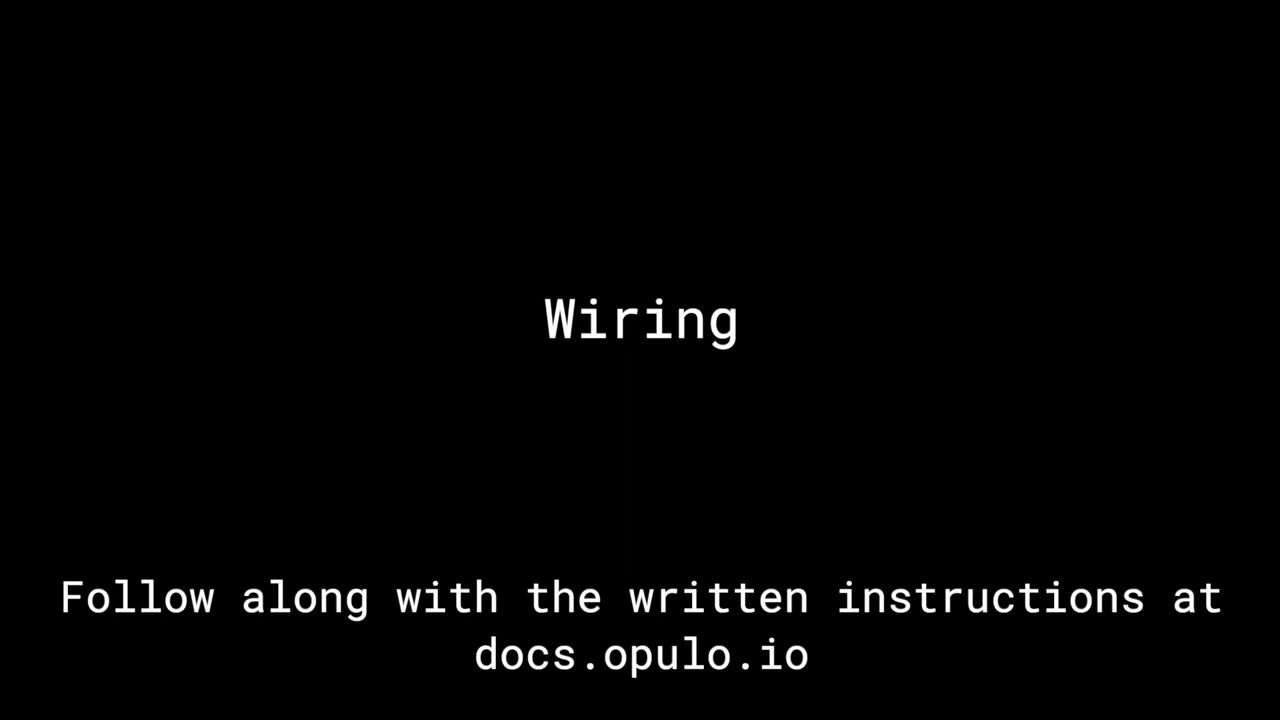 Wiring
Follow along with the written instructions at
docs.opulo.io